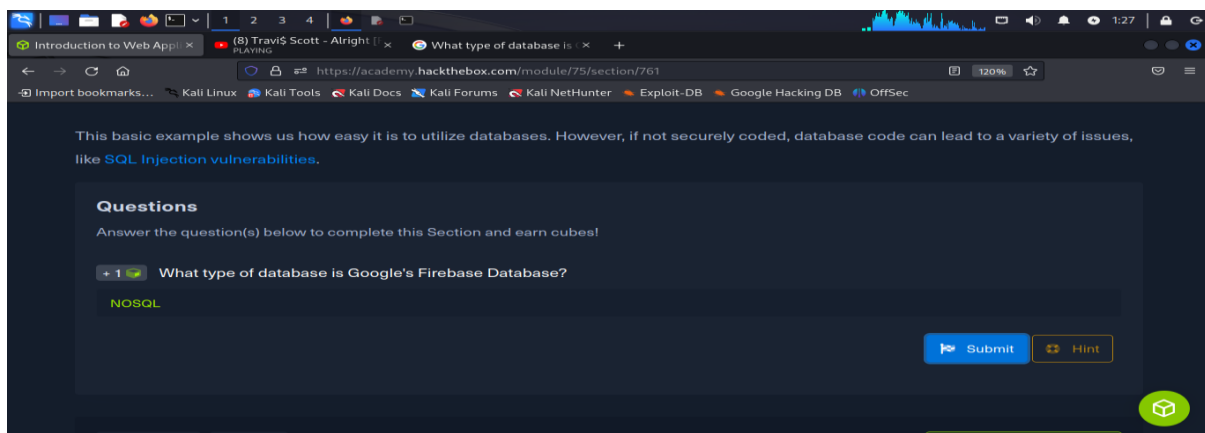 1 2 3 4 1:27
Introduction to Web Appli (8) Travi$ Scott - Alright [ What type of database is
PLAYING
https://academy.hackthebox.com/module/75/section/761 120%
Import bookmarks... Kali Linux Kali Tools Kali Docs Kali Forums Kali NetHunter Exploit-DB Google Hacking DB OffSec
This basic example shows us how easy it is to utilize databases. However, if not securely coded, database code can lead to a variety of issues,
like SQL Injection vulnerabilities.
Questions
Answer the question(s) below to complete this Section and earn cubes!
+ 1 What type of database is Google's Firebase Database?
NOSQL
Submit Hint